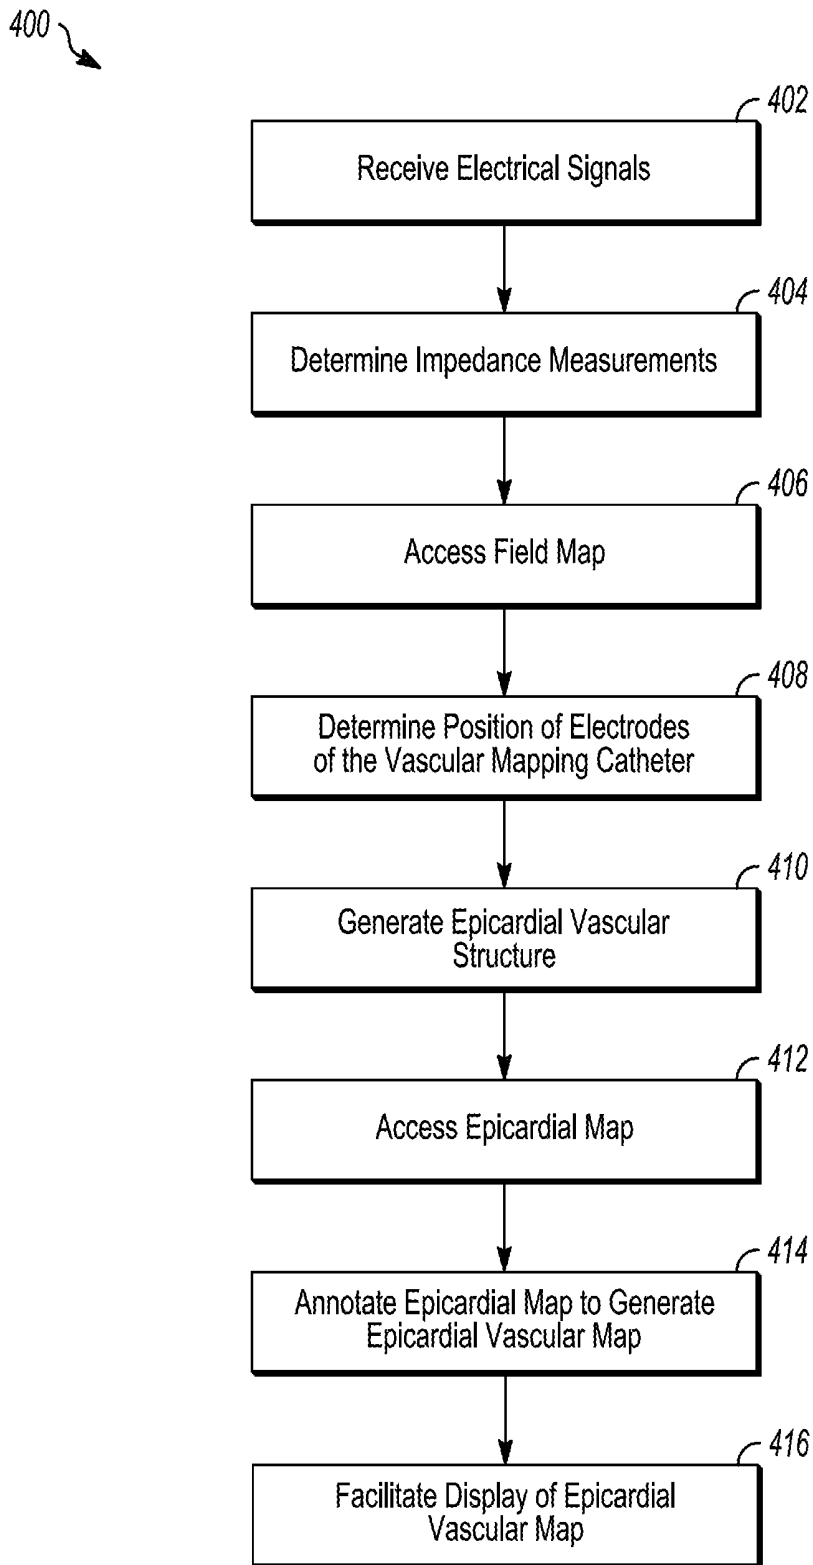 400
402
Receive Electrical Signals
404
Determine Impedance Measurements
406
Access Field Map
408
Determine Position of Electrodes
of the Vascular Mapping Catheter
410
Generate Epicardial Vascular
Structure
412
Access Epicardial Map
414
Annotate Epicardial Map to Generate
Epicardial Vascular Map
416
Facilitate Display of Epicardial
Vascular Map